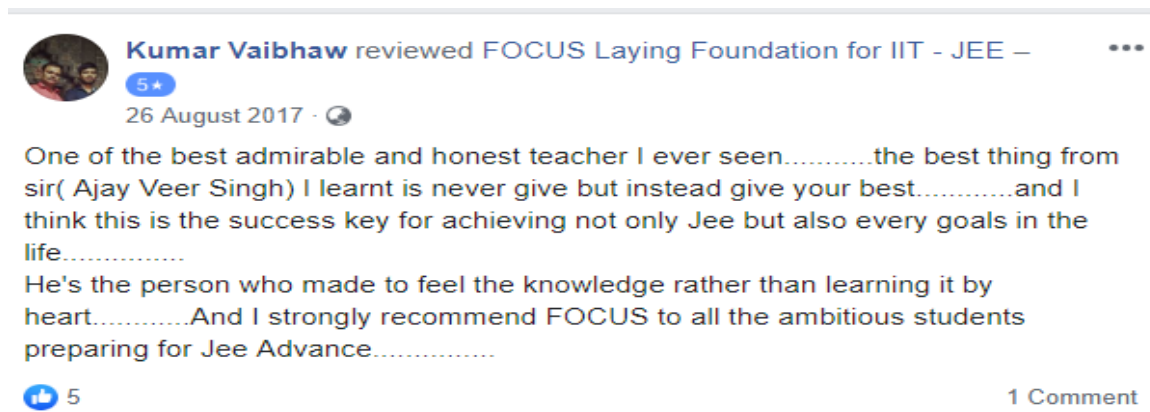 Kumar Vaibhaw reviewed FOCUS Laying Foundation for IIT - JEE –
5★
26 August 2017 ·
One of the best admirable and honest teacher I ever seen...........the best thing from
sir( Ajay Veer Singh) I learnt is never give but instead give your best............and I
think this is the success key for achieving not only Jee but also every goals in the
life...............
He's the person who made to feel the knowledge rather than learning it by
heart............And I strongly recommend FOCUS to all the ambitious students
preparing for Jee Advance...............
5
1 Comment